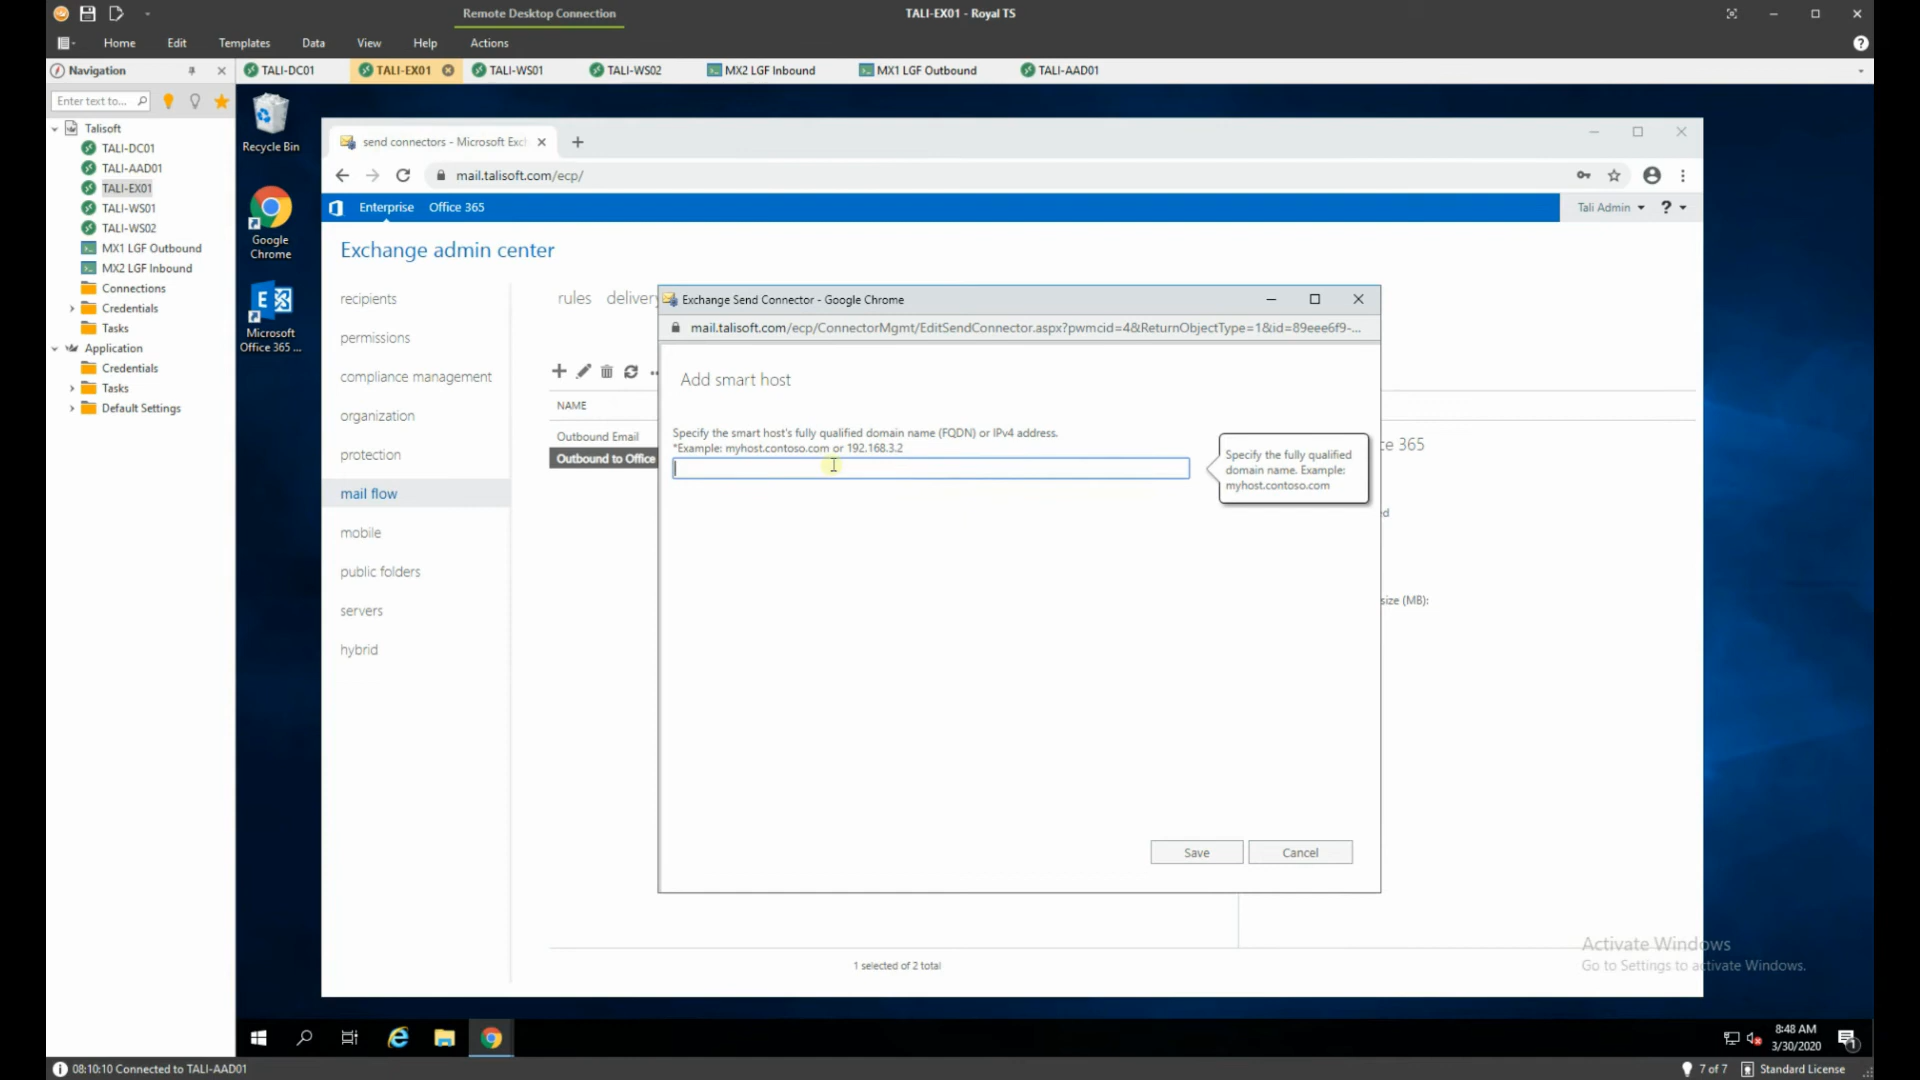 Remote Desktop Connection
TALI-EX01 - Royal TS
Home Edit Templates Data View Help Actions
Navigation
TALI-DC01 TALI-EX01 TALI-WS01 TALI-WS02 MX2 LGF Inbound MX1 LGF Outbound TALI-AAD01
Enter text to...
Talisoft
TALI-DC01
TALI-AAD01
TALI-EX01
TALI-WS01
TALI-WS02
MX1 LGF Outbound
MX2 LGF Inbound
Connections
Credentials
Tasks
Application
Credentials
Tasks
Default Settings
Recycle Bin
Google
Chrome
Microsoft
Office 365 ...
send connectors - Microsoft Exc
mail.talisoft.com/ecp/
Enterprise Office 365
Tali Admin ?
Exchange admin center
recipients
permissions
compliance management
organization
protection
mail flow
mobile
public folders
servers
hybrid
rules delivery
NAME
Outbound Email
Outbound to Office
Exchange Send Connector - Google Chrome
mail.talisoft.com/ecp/ConnectorMgmt/EditSendConnector.aspx?pwmcid=4&ReturnObjectType=1&id=89eee6f9-...
Add smart host
Specify the smart host's fully qualified domain name (FQDN) or IPv4 address.
*Example: myhost.contoso.com or 192.168.3.2
Specify the fully qualified
domain name. Example:
myhost.contoso.com
ce 365
ed
size (MB):
Save Cancel
1 selected of 2 total
Activate Windows
Go to Settings to activate Windows.
8:48 AM
3/30/2020
1
08:10:10 Connected to TALI-AAD01
7 of 7 Standard License